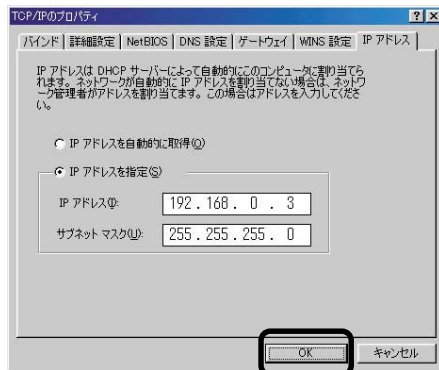 TCP/IPのプロパティ
バインド 詳細設定 NetBIOS DNS 設定 ゲートウェイ WINS 設定 IP アドレス
IP アドレスは DHCP サーバーによって自動的にこのコンピュータに割り当てら
れます。ネットワークが自動的に IP アドレスを割り当てない場合は、ネットワ
ーク管理者がアドレスを割り当てます。この場合はアドレスを入力してくださ
い。
IP アドレスを自動的に取得(O)
IP アドレスを指定(S)
IP アドレス(I): 192 . 168 . 0 . 3
サブネット マスク(U): 255 . 255 . 255 . 0
OK キャンセル